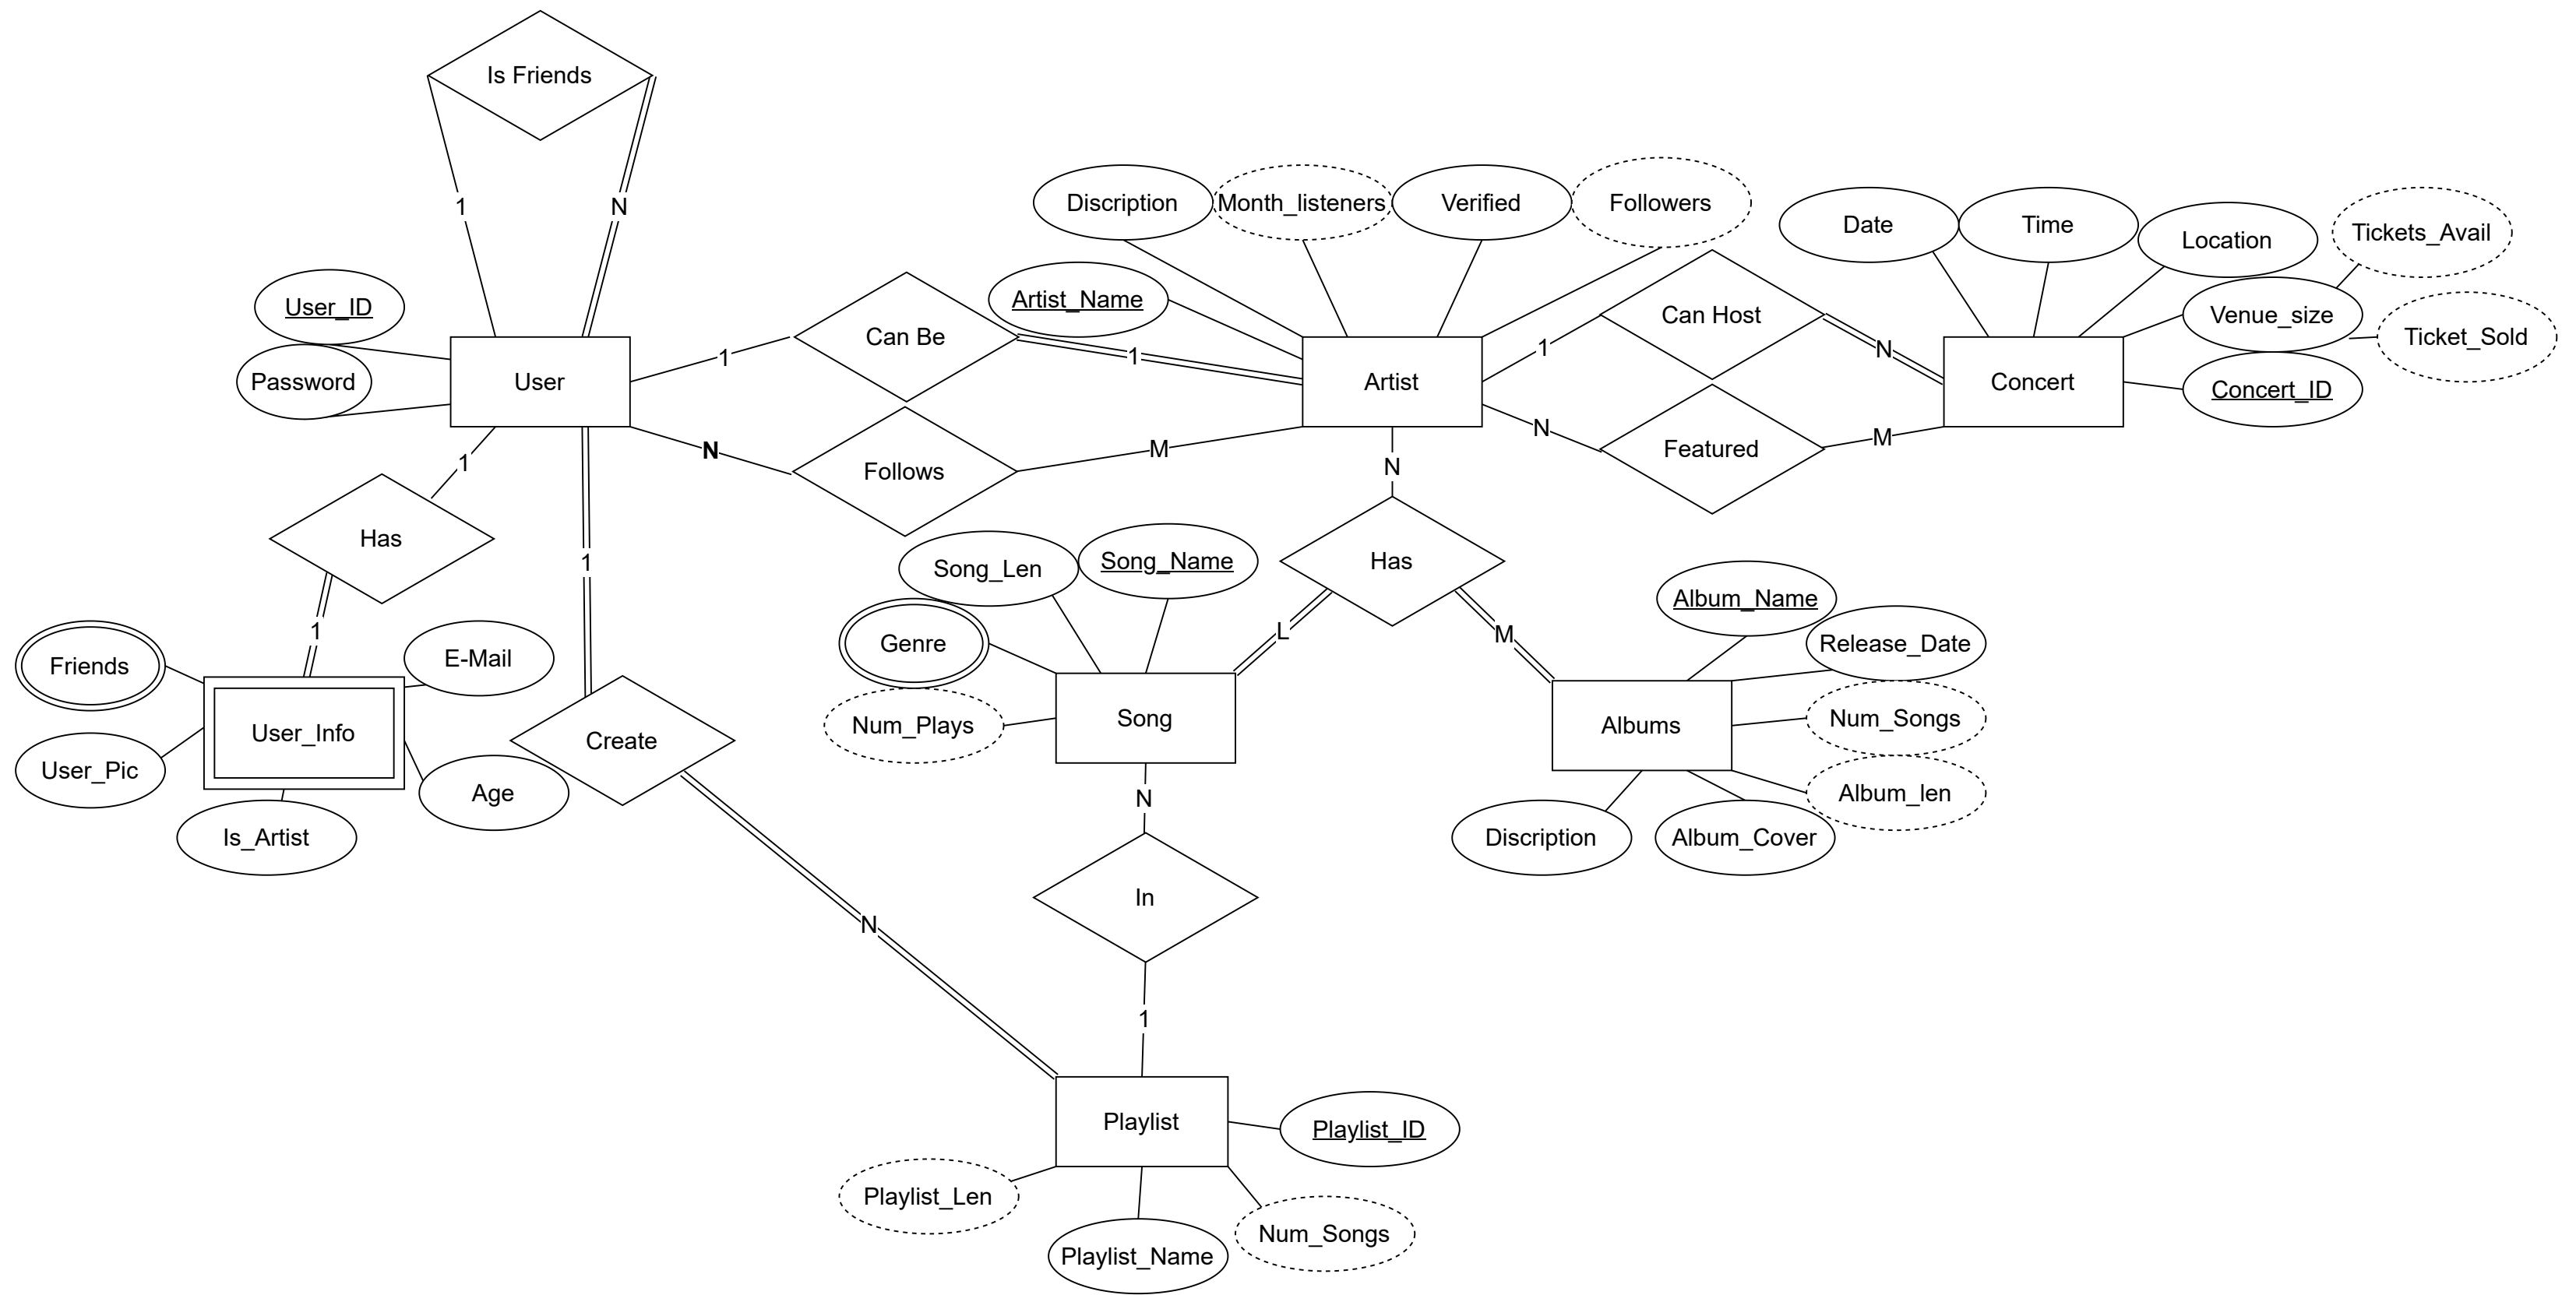 Is Friends
1
N
Discription
Month_listeners
Verified
Followers
Date
Time
Location
Tickets_Avail
User_ID
Artist_Name
Can Be
Can Host
Venue_size
Ticket_Sold
Password
User
1
1
Artist
1
N
Concert
Concert_ID
1
N
Follows
M
N
N
Featured
M
Has
1
Song_Len
Song_Name
Has
Album_Name
Friends
1
E-Mail
Genre
L
M
Release_Date
User_Info
Create
Num_Plays
Song
Albums
Num_Songs
User_Pic
Age
N
Album_len
Is_Artist
Discription
Album_Cover
N
In
1
Playlist
Playlist_ID
Playlist_Len
Num_Songs
Playlist_Name